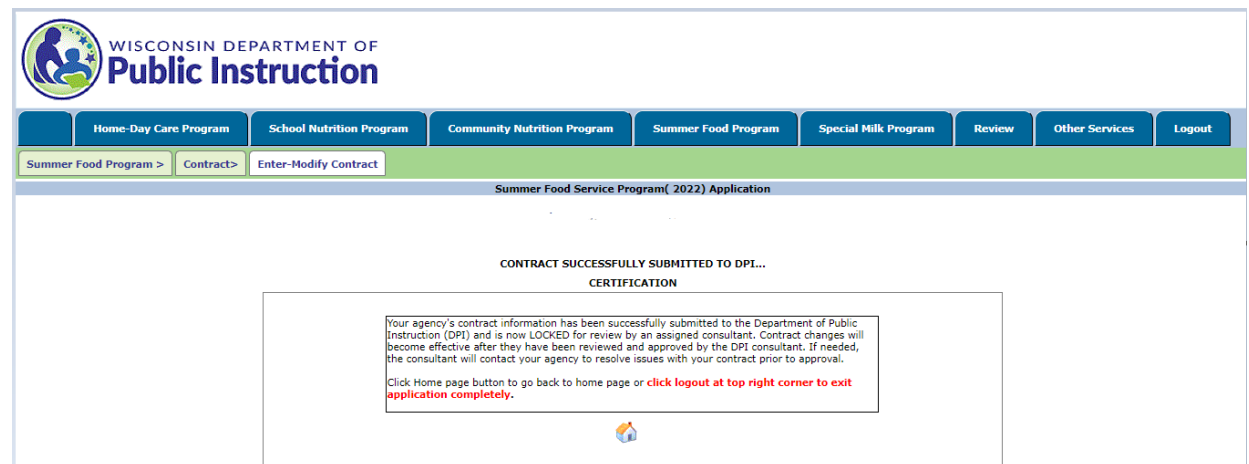 WISCONSIN DEPARTMENT OF
Public Instruction
Home-Day Care Program School Nutrition Program Community Nutrition Program Summer Food Program Special Milk Program Review Other Services Logout
Summer Food Program > Contract> Enter-Modify Contract
Summer Food Service Program( 2022) Application
CONTRACT SUCCESSFULLY SUBMITTED TO DPI...
CERTIFICATION
Your agency's contract information has been successfully submitted to the Department of Public
Instruction (DPI) and is now LOCKED for review by an assigned consultant. Contract changes will
become effective after they have been reviewed and approved by the DPI consultant. If needed,
the consultant will contact your agency to resolve issues with your contract prior to
approval.
Click Home page button to go back to home page or click logout at top right corner to exit
application completely.